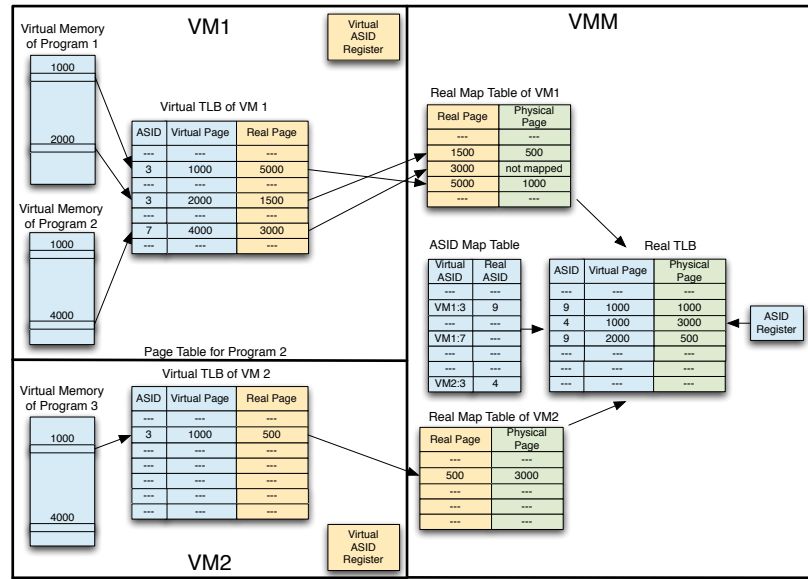 VM1
Virtual Memory
of Program 1
1000
2000
Virtual
ASID
Register
Virtual TLB of VM 1
ASID Virtual Page Real Page
--- --- ---
3 1000 5000
--- --- ---
3 2000 1500
--- --- ---
7 4000 3000
--- --- ---
Virtual Memory
of Program 2
1000
4000
Page Table for Program 2
Virtual TLB of VM 2
Virtual Memory
of Program 3
1000
4000
ASID Virtual Page Real Page
--- --- ---
3 1000 500
--- --- ---
--- --- ---
--- --- ---
--- --- ---
--- --- ---
--- --- ---
Virtual
ASID
Register
VM2
VMM
Real Map Table of VM1
Real Page Physical
Page
--- ---
1500 500
3000 not mapped
5000 1000
--- ---
ASID Map Table
Virtual
ASID
Real
ASID
--- ---
VM1:3 9
--- ---
VM1:7 ---
--- ---
--- ---
VM2:3 4
Real TLB
ASID Virtual Page Physical
Page
--- --- ---
9 1000 1000
4 1000 3000
9 2000 500
--- --- ---
--- --- ---
--- --- ---
ASID
Register
Real Map Table of VM2
Real Page Physical
Page
--- ---
500 3000
--- ---
--- ---
--- ---